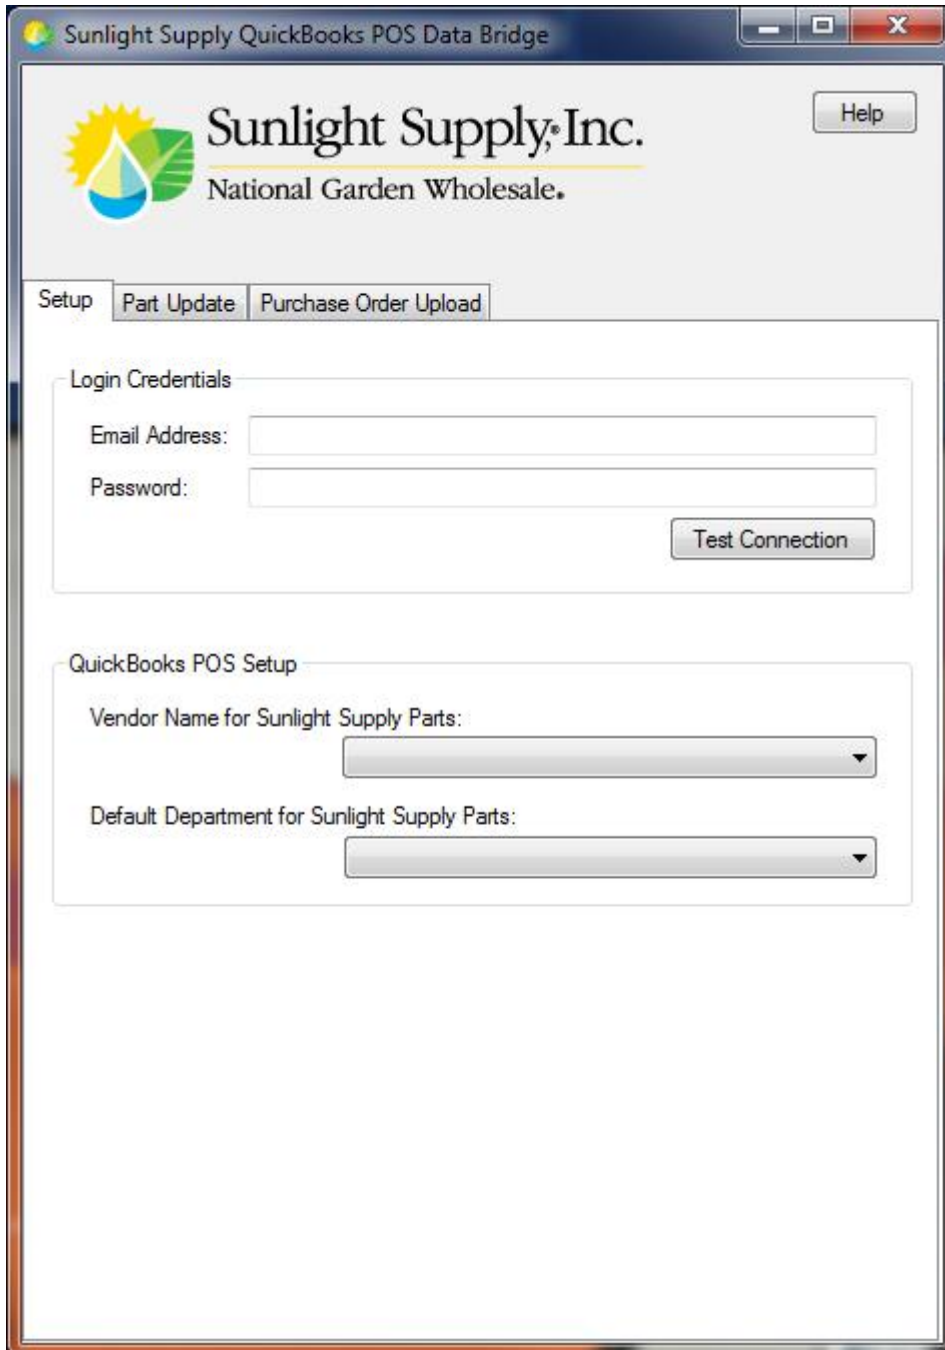 Sunlight Supply QuickBooks POS Data Bridge
Sunlight Supply,® Inc.
National Garden Wholesale®
Help
Setup
Part Update
Purchase Order Upload
Login Credentials
Email Address:
Password:
Test Connection
QuickBooks POS Setup
Vendor Name for Sunlight Supply Parts:
Default Department for Sunlight Supply Parts: